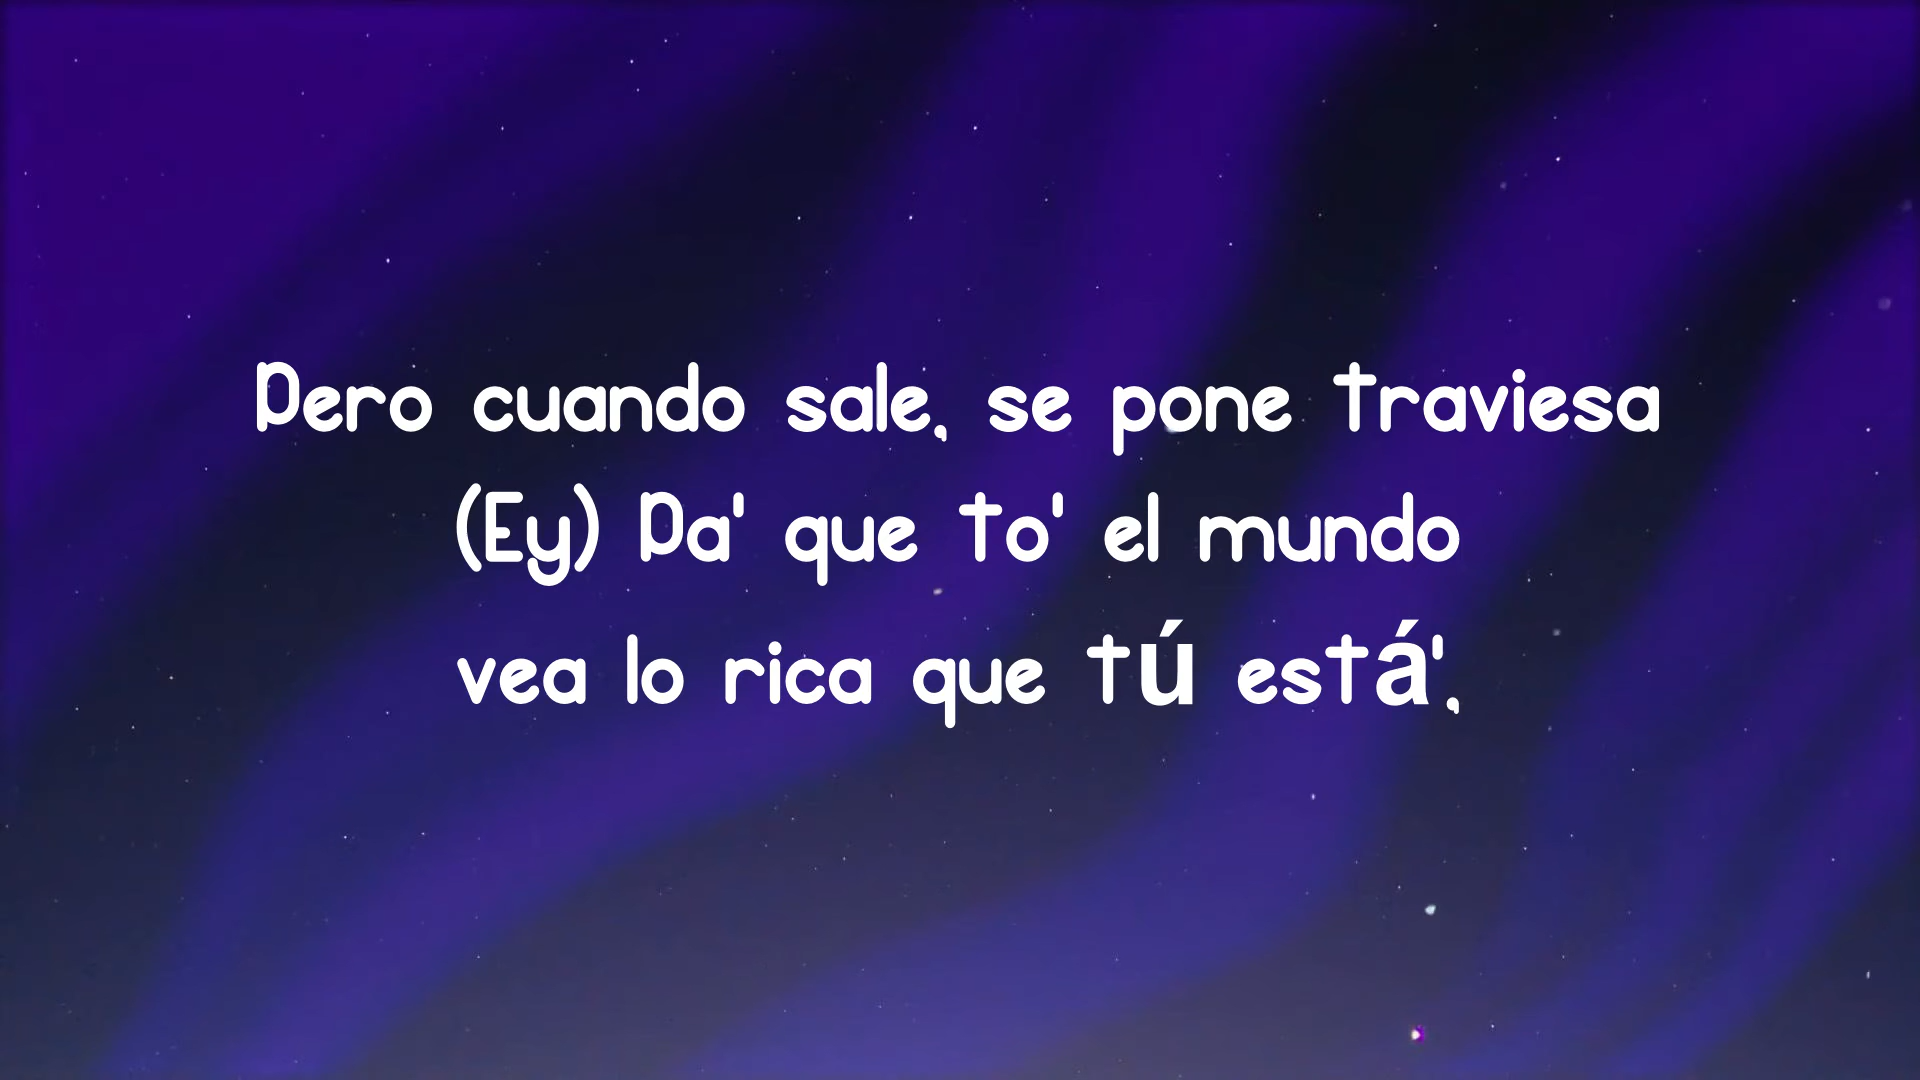 Pero cuando sale, se pone traviesa
(Ey) Pa' que to' el mundo
vea lo rica que tú está',